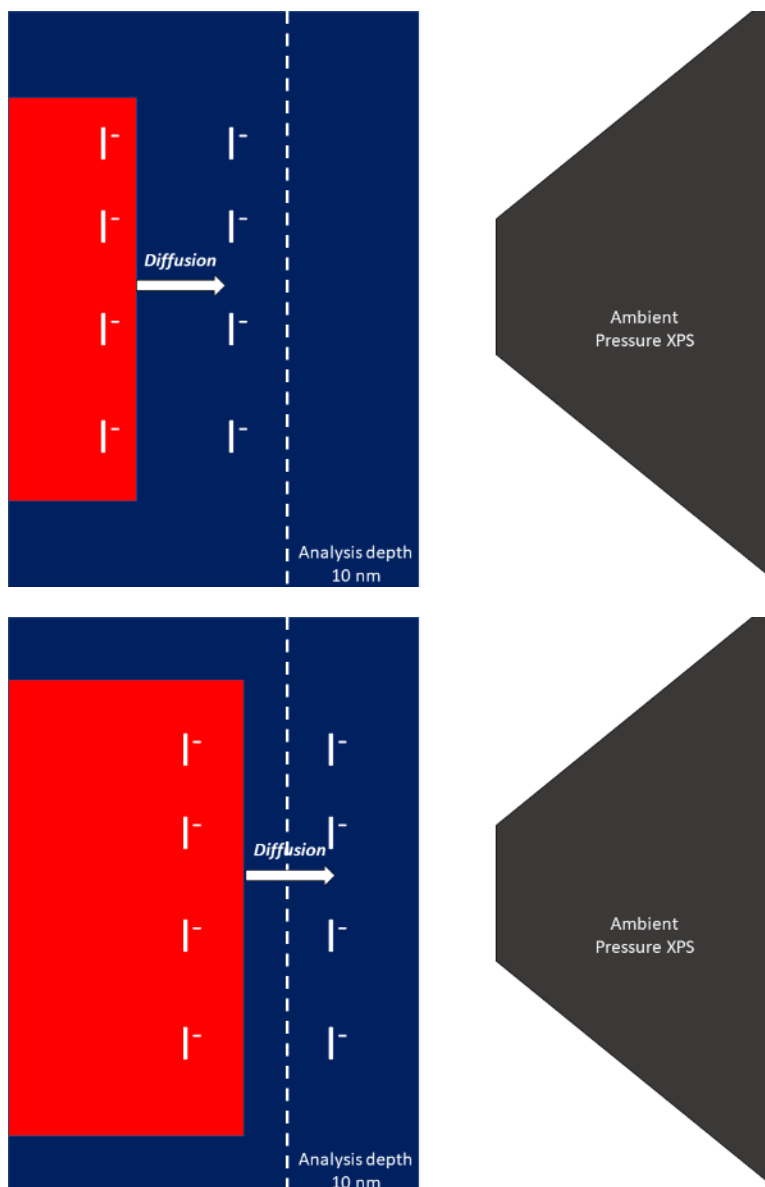 I-
I-
I-
I-
I-
I-
Diffusion
I-
I-
Ambient
Pressure XPS
Analysis depth
10 nm
I-
I-
I-
I-
Diffusion
I-
I-
I-
I-
Ambient
Pressure XPS
Analysis depth
10 nm